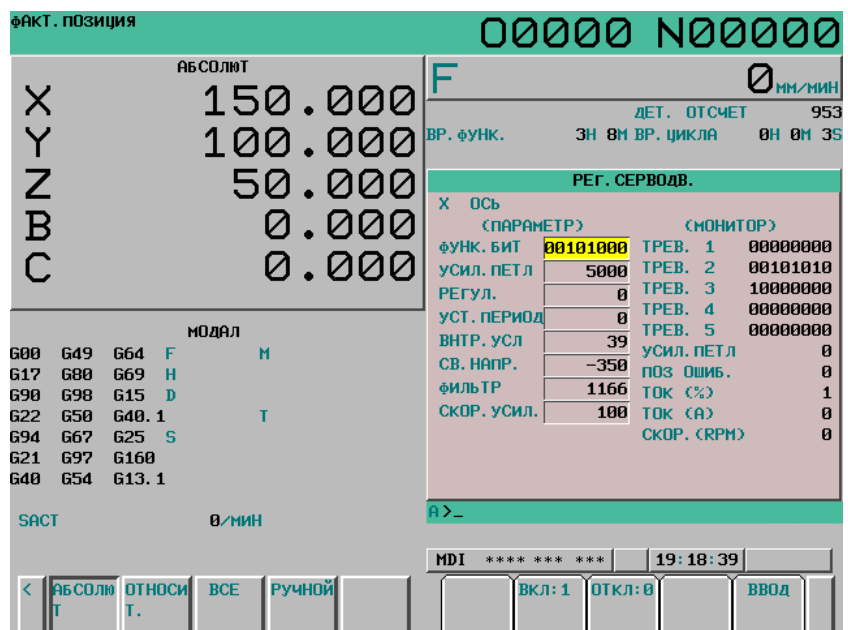 ФАКТ.ПОЗИЦИЯ
O0000 N00000
АБСОЛЮТ
X 150.000
Y 100.000
Z 50.000
B 0.000
C 0.000
F 0 ММ/МИН
ДЕТ. ОТСЧЕТ 953
ВР.ФУНК. 3H 8M ВР.ЦИКЛА 0H 0M 3S
МОДАЛ
G00 G49 G64 F M
G17 G80 G69 H
G90 G98 G15 D
G22 G50 G40.1 T
G94 G67 G25 S
G21 G97 G160
G40 G54 G13.1
SACT 0/МИН
РЕГ.СЕРВОДВ.
X ОСЬ
(ПАРАМЕТР) (МОНИТОР)
ФУНК.БИТ 00101000 ТРЕВ. 1 00000000
УСИЛ.ПЕТЛ 5000 ТРЕВ. 2 00101010
РЕГУЛ. 0 ТРЕВ. 3 10000000
УСТ.ПЕРИОД 0 ТРЕВ. 4 00000000
ВНТР.УСЛ 39 ТРЕВ. 5 00000000
СВ.НАПР. -350 УСИЛ.ПЕТЛ 0
ФИЛЬТР 1166 ПОЗ ОШИБ. 0
СКОР.УСИЛ. 100 ТОК (%) 1
ТОК (A) 0
СКОР.(RPM) 0
A>_
MDI **** *** *** 19:18:39
< АБСОЛЮ ОТНОСИ ВСЕ РУЧНОЙ
Т Т.
ВКЛ:1 ОТКЛ:0 ВВОД